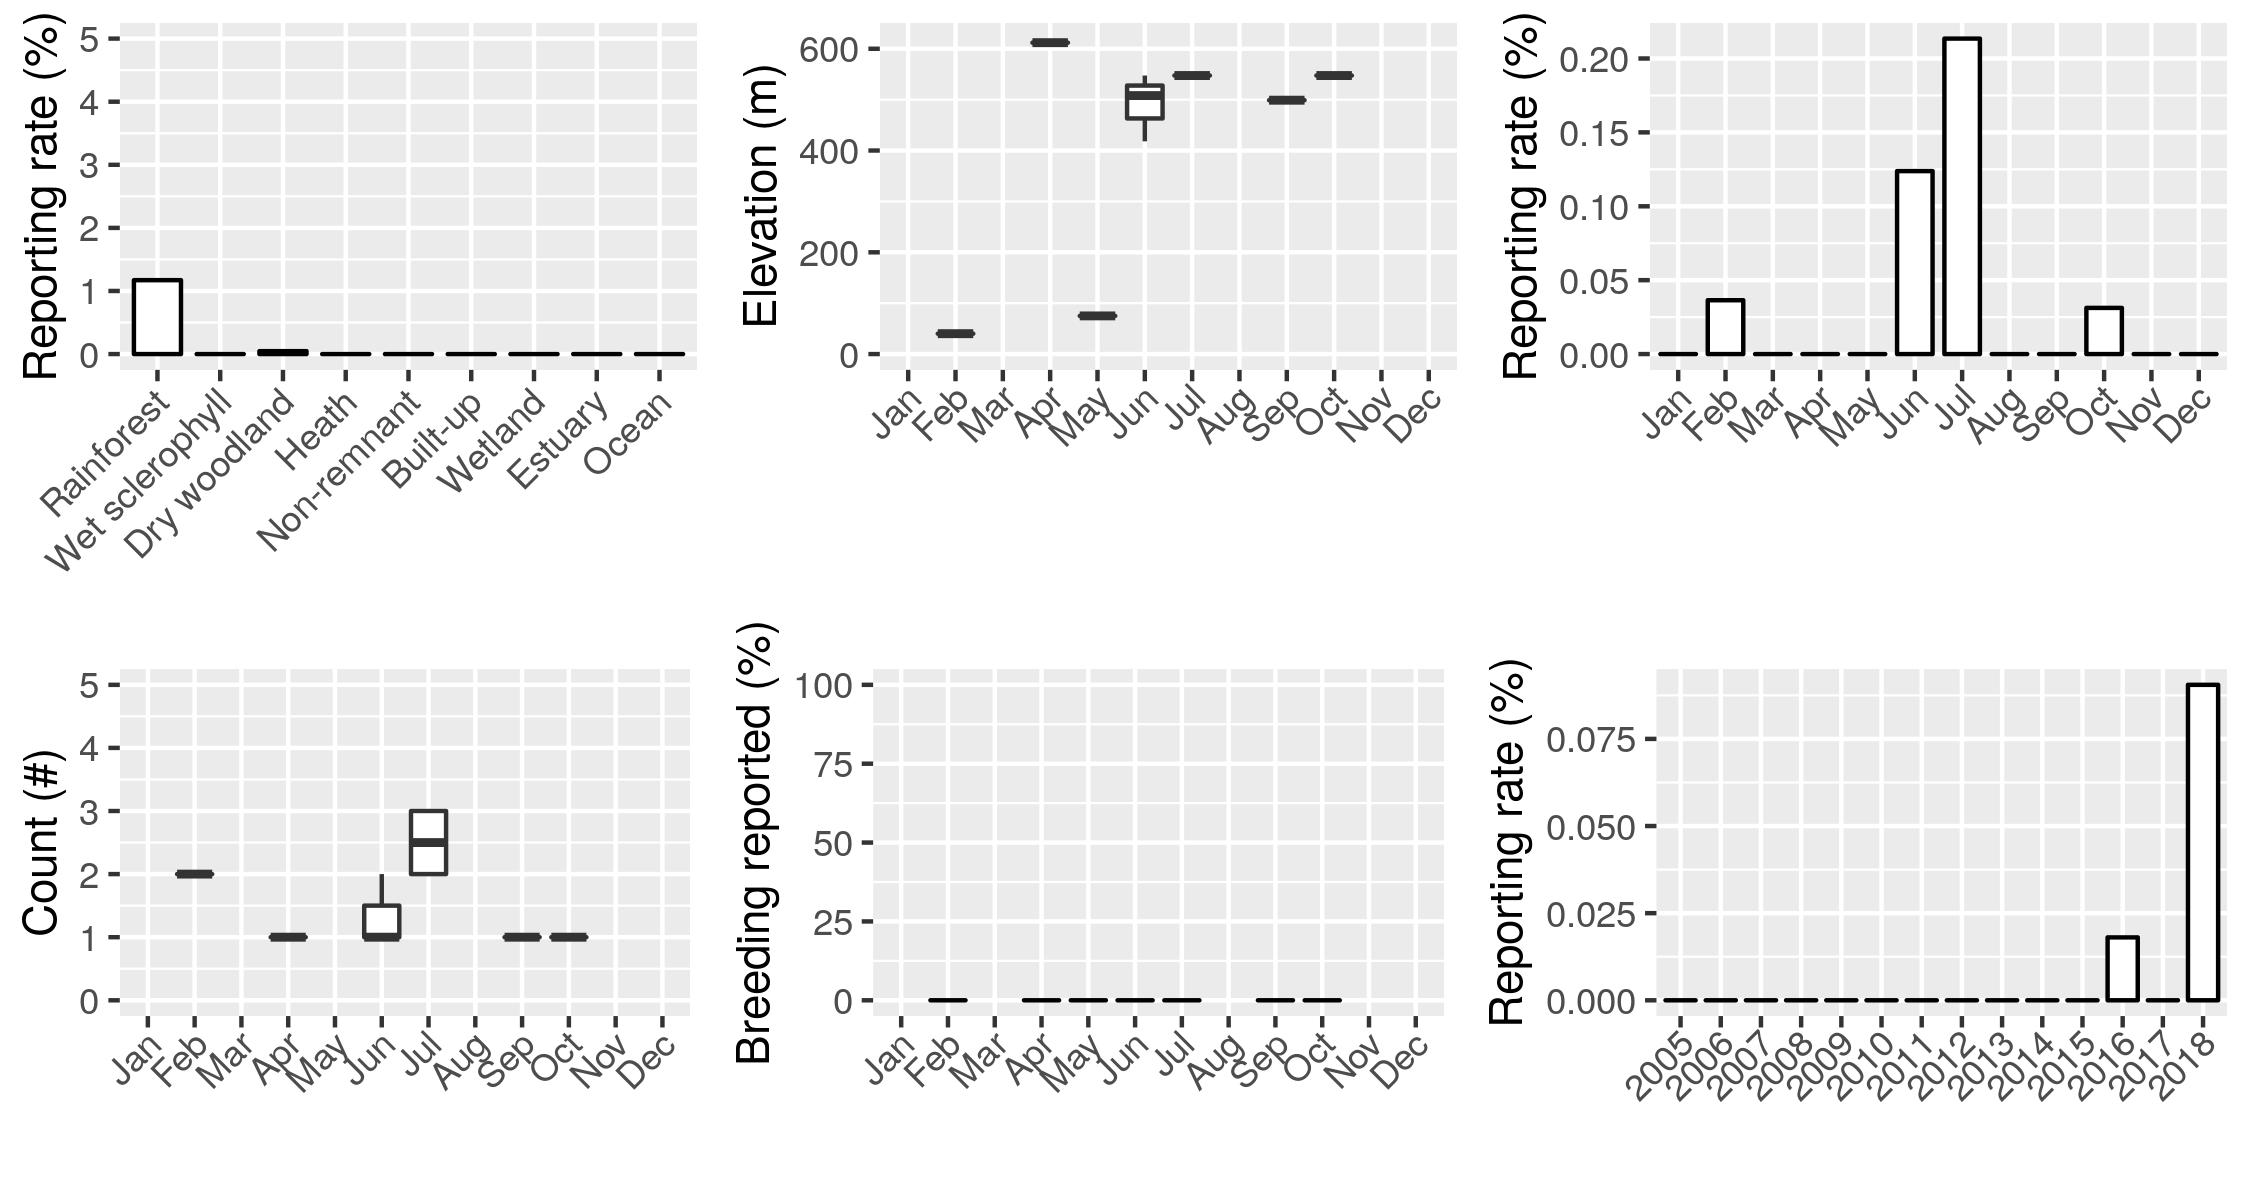 Reporting rate (%)
5
4
3
2
1
0
Rainforest
Wet sclerophyll
Dry woodland
Heath
Non-remnant
Built-up
Wetland
Estuary
Ocean
Elevation (m)
600
400
200
0
Jan
Feb
Mar
Apr
May
Jun
Jul
Aug
Sep
Oct
Nov
Dec
Reporting rate (%)
0.20
0.15
0.10
0.05
0.00
Jan
Feb
Mar
Apr
May
Jun
Jul
Aug
Sep
Oct
Nov
Dec
Count (#)
5
4
3
2
1
0
Jan
Feb
Mar
Apr
May
Jun
Jul
Aug
Sep
Oct
Nov
Dec
Breeding reported (%)
100
75
50
25
0
Jan
Feb
Mar
Apr
May
Jun
Jul
Aug
Sep
Oct
Nov
Dec
Reporting rate (%)
0.075
0.050
0.025
0.000
2005
2006
2007
2008
2009
2010
2011
2012
2013
2014
2015
2016
2017
2018